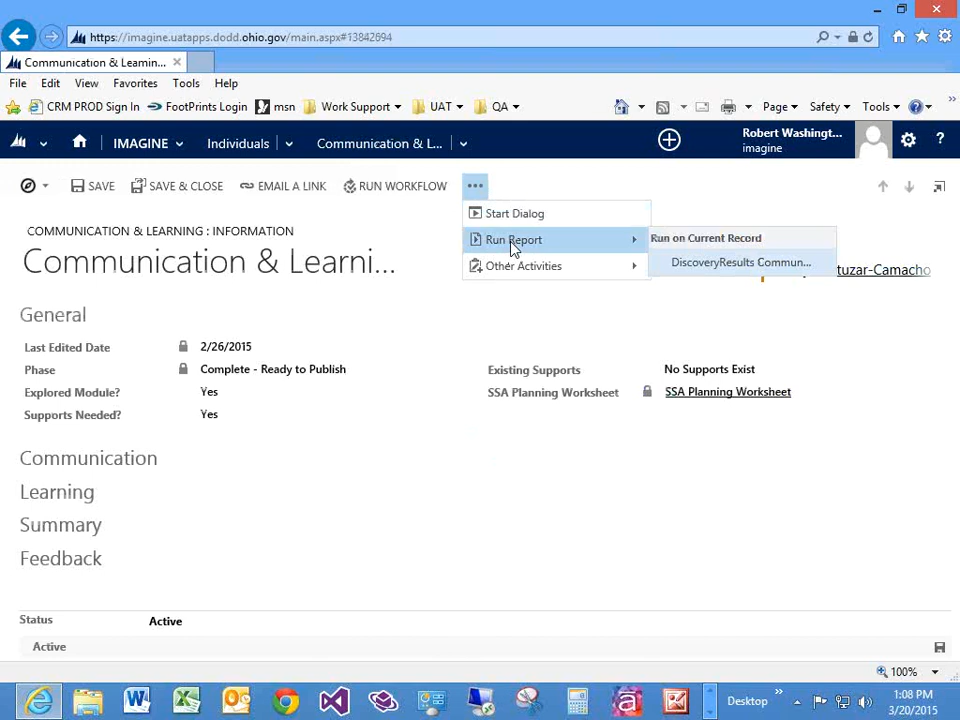 https://imagine.uatapps.dodd.ohio.gov/main.aspx#13842694
Communication & Learnin...
File Edit View Favorites Tools Help
CRM PROD Sign In FootPrints Login msn Work Support UAT QA Page Safety Tools
IMAGINE Individuals Communication & L... Robert Washingt...
imagine
SAVE SAVE & CLOSE EMAIL A LINK RUN WORKFLOW
Start Dialog
Run Report
Other Activities
Run on Current Record
DiscoveryResults Commun...
COMMUNICATION & LEARNING : INFORMATION
Communication & Learni...
tuzar-Camacho
General
Last Edited Date 2/26/2015
Phase Complete - Ready to Publish Existing Supports No Supports Exist
Explored Module? Yes SSA Planning Worksheet SSA Planning Worksheet
Supports Needed? Yes
Communication
Learning
Summary
Feedback
Status Active
Active
100%
Desktop
1:08 PM
3/20/2015